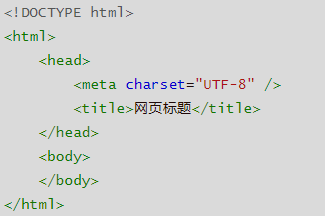 <!DOCTYPE html>
<html>
    <head>
        <meta charset="UTF-8" />
        <title>网页标题</title>
    </head>
    <body>
    </body>
</html>